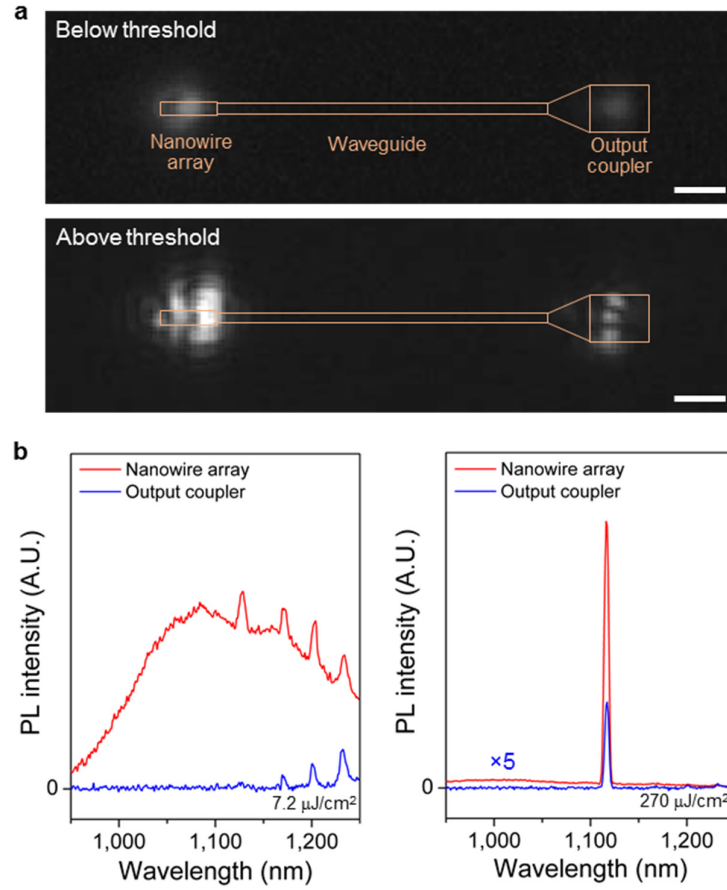 a
Below threshold
Nanowire
array
Waveguide
Output
coupler
Above threshold
b
Nanowire array
Output coupler
PL intensity (A.U.)
0
7.2 μJ/cm²
1,000
1,100
1,200
Wavelength (nm)
Nanowire array
Output coupler
PL intensity (A.U.)
×5
0
270 μJ/cm²
1,000
1,100
1,200
Wavelength (nm)